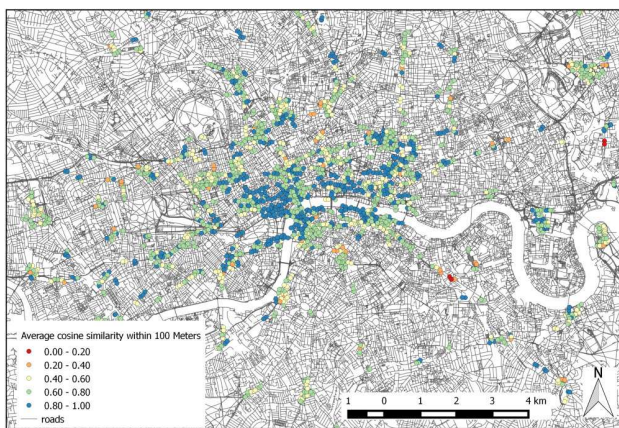 Average cosine similarity within 100 Meters
0.00 - 0.20
0.20 - 0.40
0.40 - 0.60
0.60 - 0.80
0.80 - 1.00
roads
1 0 1 2 3 4 km
N